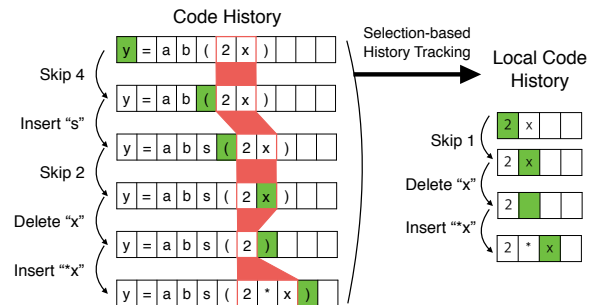 Code History
y = a b ( 2 x )
Skip 4
y = a b ( 2 x )
Insert "s"
y = a b s ( 2 x )
Skip 2
y = a b s ( 2 x )
Delete "x"
y = a b s ( 2 )
Insert "*x"
y = a b s ( 2 * x )
Selection-based
History Tracking
Local Code
History
2 x
Skip 1
2 x
Delete "x"
2
Insert "*x"
2 * x